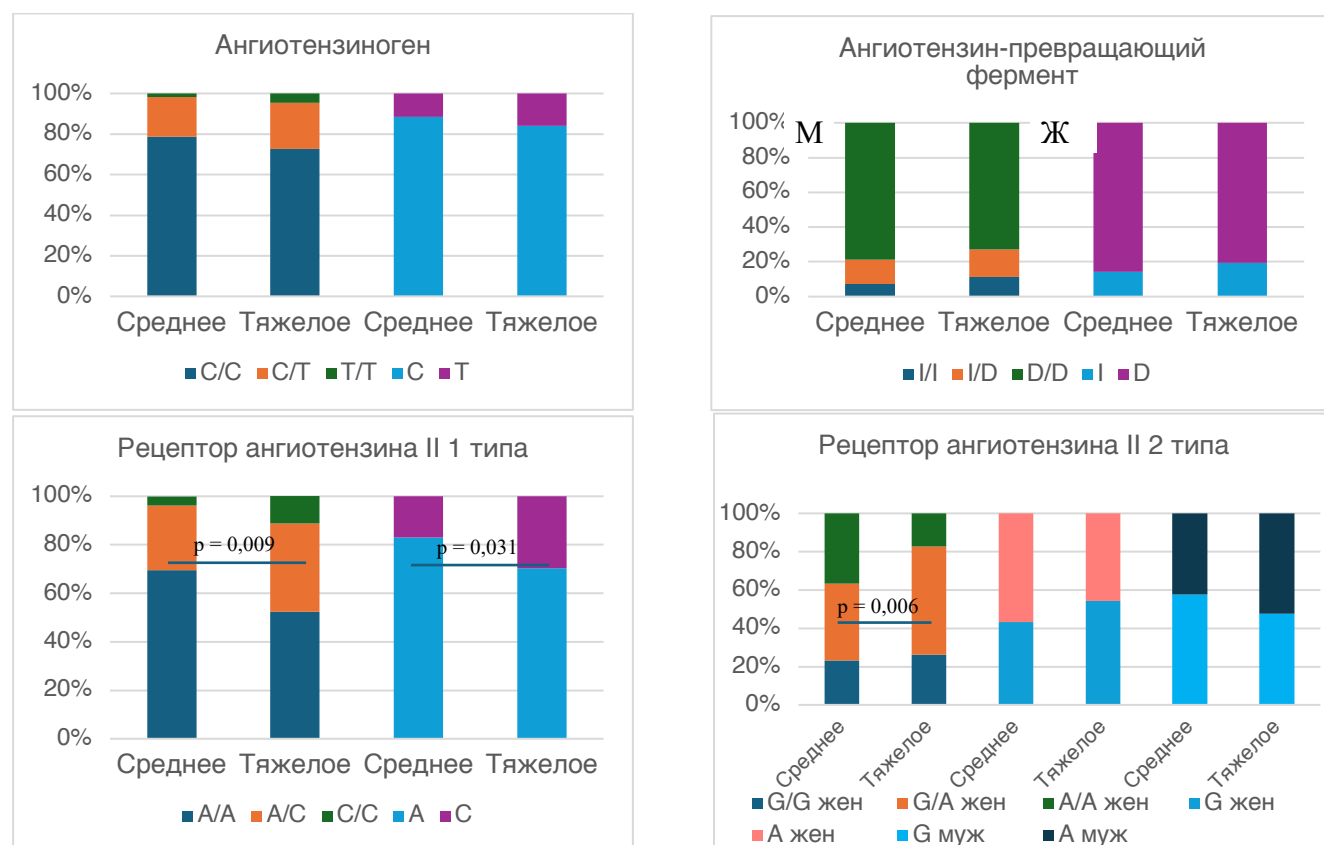 Ангиотензиноген
100%
80%
60%
40%
20%
0%
Среднее Тяжелое Среднее Тяжелое
C/C C/T T/T C T
Ангиотензин-превращающий
фермент
М
Ж
100%
80%
60%
40%
20%
0%
Среднее Тяжелое Среднее Тяжелое
I/I I/D D/D I D
Рецептор ангиотензина II 1 типа
100%
80%
60%
40%
20%
0%
p = 0,009
p = 0,031
Среднее Тяжелое Среднее Тяжелое
A/A A/C C/C A C
Рецептор ангиотензина II 2 типа
100%
80%
60%
40%
20%
0%
p = 0,006
Среднее Тяжелое Среднее Тяжелое Среднее Тяжелое
G/G жен G/A жен A/A жен G жен
A жен G муж A муж